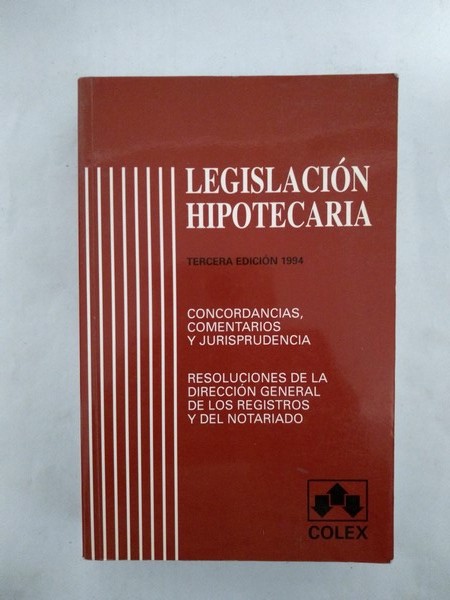 LEGISLACIÓN
HIPOTECARIA
TERCERA EDICIÓN 1994
CONCORDANCIAS,
COMENTARIOS
Y JURISPRUDENCIA
RESOLUCIONES DE LA
DIRECCIÓN GENERAL
DE LOS REGISTROS
Y DEL NOTARIADO
COLEX